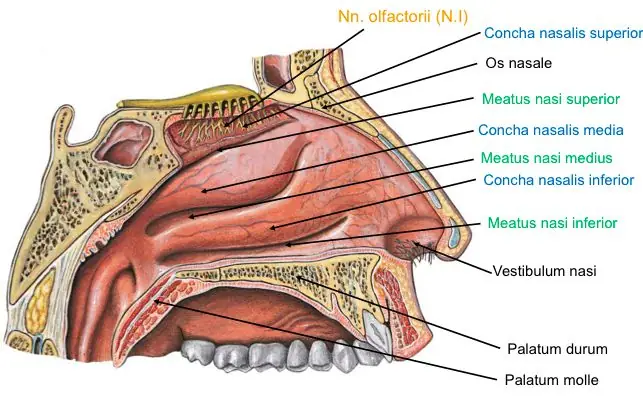 Nn. olfactorii (N.I)
Concha nasalis superior
Os nasale
Meatus nasi superior
Concha nasalis media
Meatus nasi medius
Concha nasalis inferior
Meatus nasi inferior
Vestibulum nasi
Palatum durum
Palatum molle